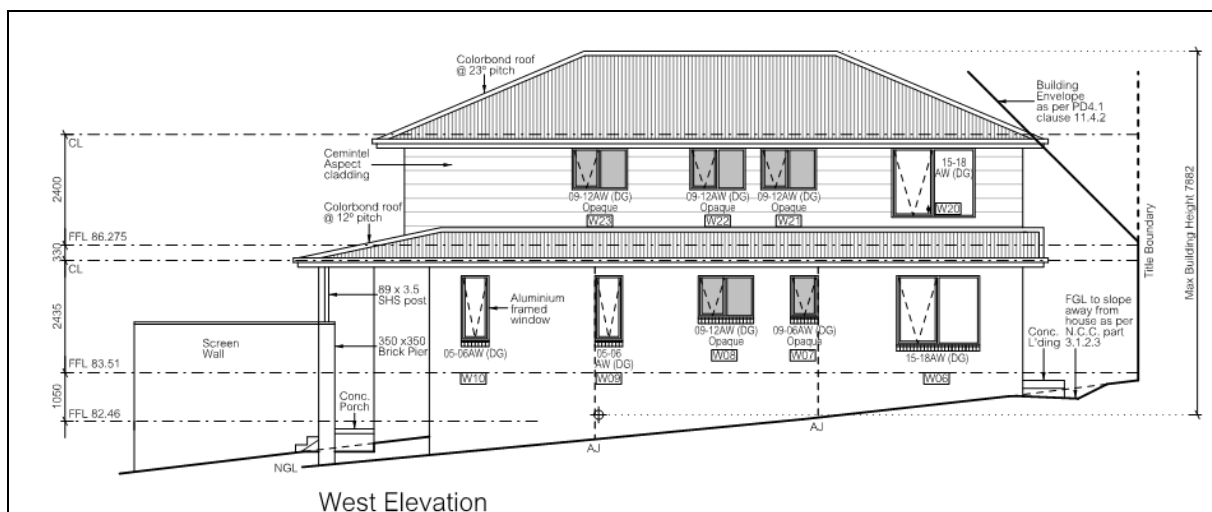 Colorbond roof
@ 23° pitch
Building
Envelope
as per PD4.1
clause 11.4.2
CL
Cemintel
Aspect
cladding
15-18
AW (DG)
W20
09-12AW (DG)
Opaque
W23
09-12AW (DG)
Opaque
W22
09-12AW (DG)
Opaque
W21
2400
Colorbond roof
@ 12° pitch
FFL 86.275
330
CL
Title Boundary
Max Building Height 7882
89 x 3.5
SHS post
Aluminium
framed
window
2435
350 x350
Brick Pier
Screen
Wall
FGL to slope
away from
house as per
N.C.C. part
3.1.2.3
Conc.
L'ding
05-06AW (DG)
W10
05-06
AW (DG)
W09
09-12AW (DG)
Opaque
W08
09-06AW (DG)
Opaque
W07
15-18AW (DG)
W06
FFL 83.51
1050
Conc.
Porch
FFL 82.46
AJ
AJ
NGL
West Elevation